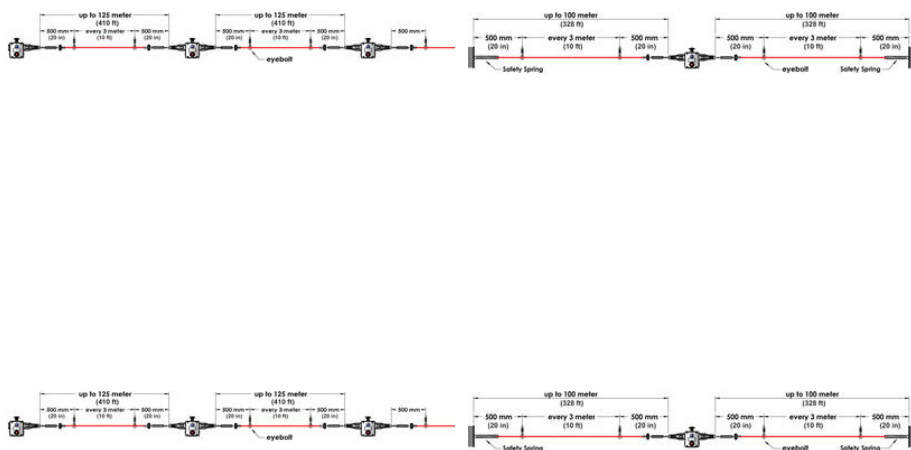 up to 125 meter
(410 ft)
up to 125 meter
(410 ft)
500 mm
(20 in)
every 3 meter
(10 ft)
500 mm
(20 in)
500 mm
(20 in)
every 3 meter
(10 ft)
500 mm
(20 in)
500 mm
(20 in)
eyebolt
up to 100 meter
(328 ft)
up to 100 meter
(328 ft)
500 mm
(20 in)
every 3 meter
(10 ft)
500 mm
(20 in)
500 mm
(20 in)
every 3 meter
(10 ft)
500 mm
(20 in)
Safety Spring
eyebolt
Safety Spring
up to 125 meter
(410 ft)
up to 125 meter
(410 ft)
500 mm
(20 in)
every 3 meter
(10 ft)
500 mm
(20 in)
500 mm
(20 in)
every 3 meter
(10 ft)
500 mm
(20 in)
500 mm
eyebolt
up to 100 meter
(328 ft)
up to 100 meter
(328 ft)
500 mm
(20 in)
every 3 meter
(10 ft)
500 mm
(20 in)
500 mm
(20 in)
every 3 meter
(10 ft)
500 mm
(20 in)
Safety Spring
eyebolt
Safety Spring